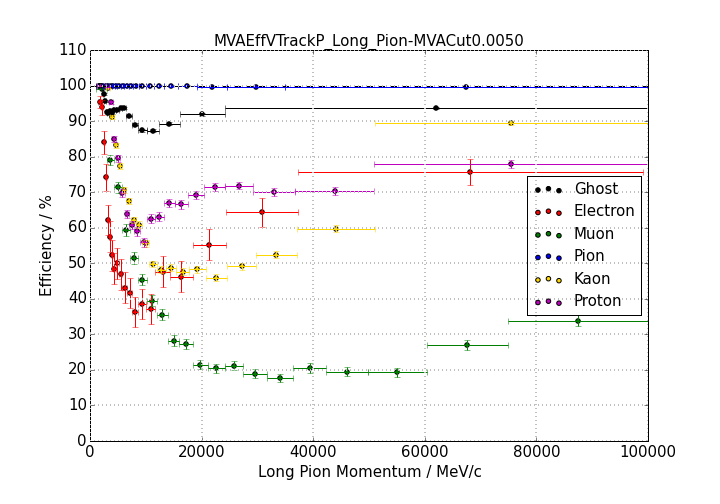 MVAEffVTrackP_Long_Pion-MVACut0.0050
110
100
90
80
70
60
50
40
30
20
10
0
Efficiency / %
Ghost
Electron
Muon
Pion
Kaon
Proton
0 20000 40000 60000 80000 100000
Long Pion Momentum / MeV/c